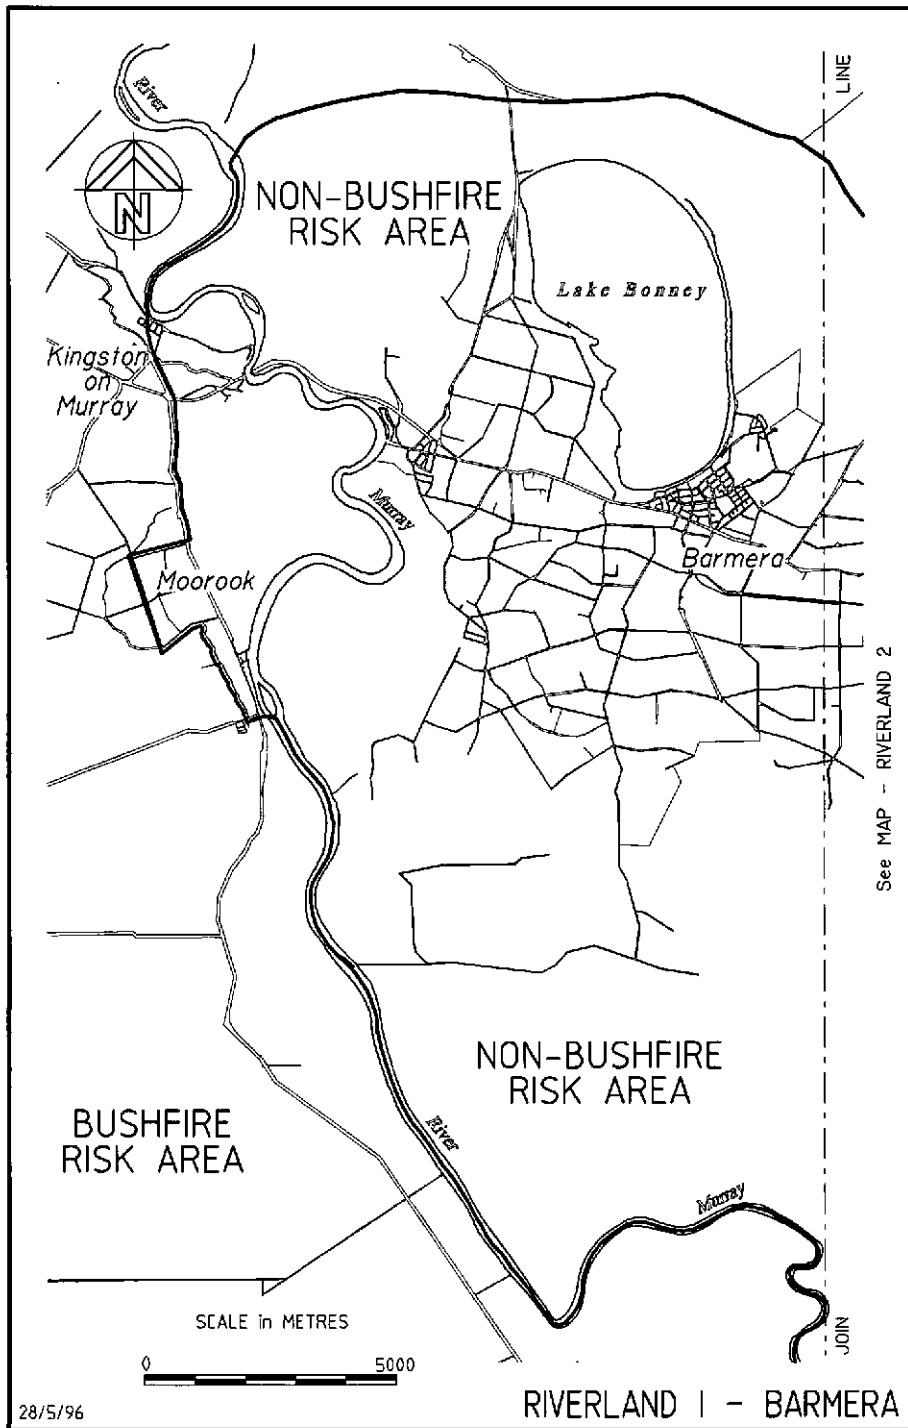 River
LINE
N
NON-BUSHFIRE
RISK AREA
Lake Bonney
Kingston
on
Murray
Murray
Moorook
Barmera
See MAP - RIVERLAND 2
NON-BUSHFIRE
RISK AREA
BUSHFIRE
RISK AREA
River
Murray
SCALE in METRES
JOIN
0 5000
28/5/96
RIVERLAND 1 - BARMERA